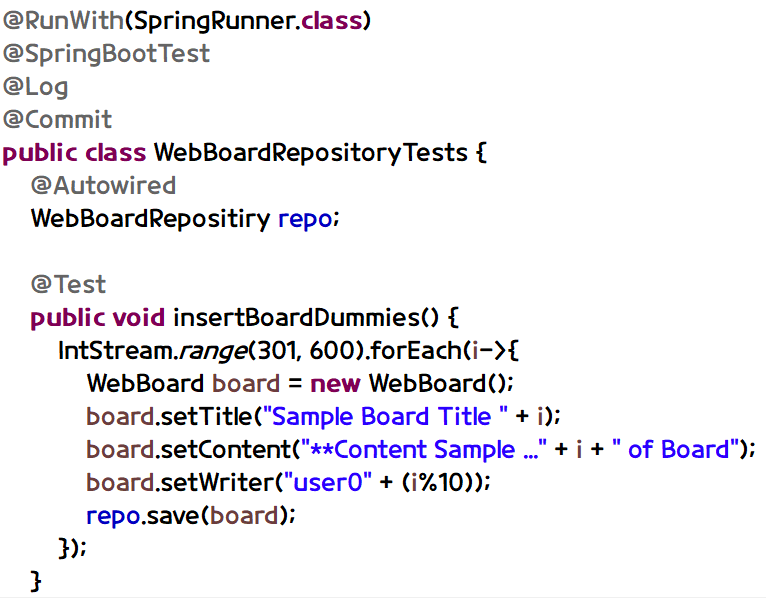 @RunWith(SpringRunner.class)
@SpringBootTest
@Log
@Commit
public class WebBoardRepositoryTests {
@Autowired
WebBoardRepositiry repo;
@Test
public void insertBoardDummies() {
IntStream.range(301, 600).forEach(i->{
WebBoard board = new WebBoard();
board.setTitle("Sample Board Title " + i);
board.setContent("**Content Sample ..." + i + " of Board");
board.setWriter("user0" + (i%10));
repo.save(board);
});
}